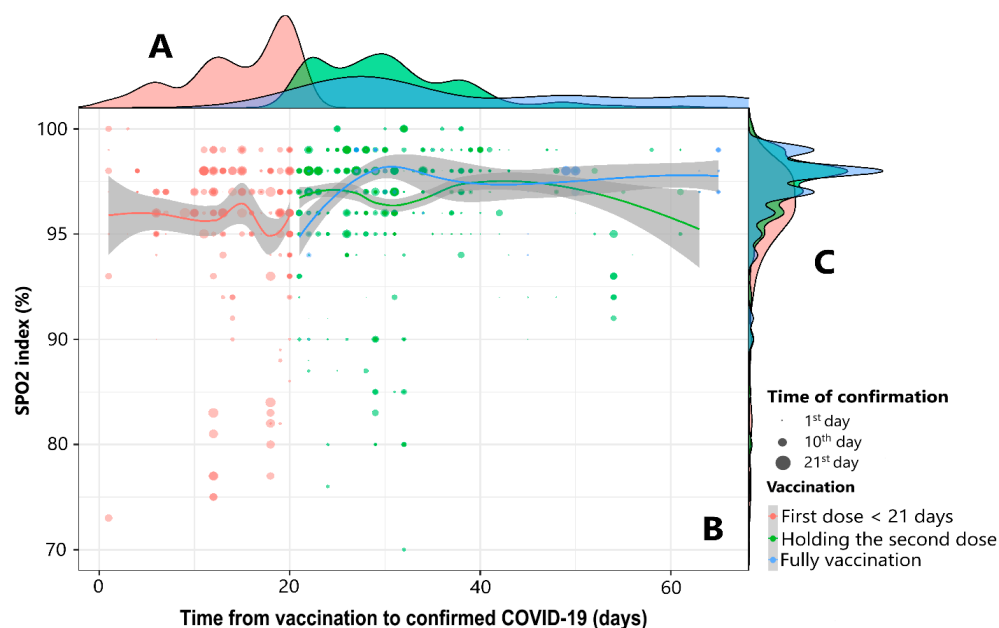 A
100
95
90
80
70
SPO2 index (%)
C
B
0
20
40
60
Time from vaccination to confirmed COVID-19 (days)
Time of confirmation
1st day
10th day
21st day
Vaccination
First dose < 21 days
Holding the second dose
Fully vaccination